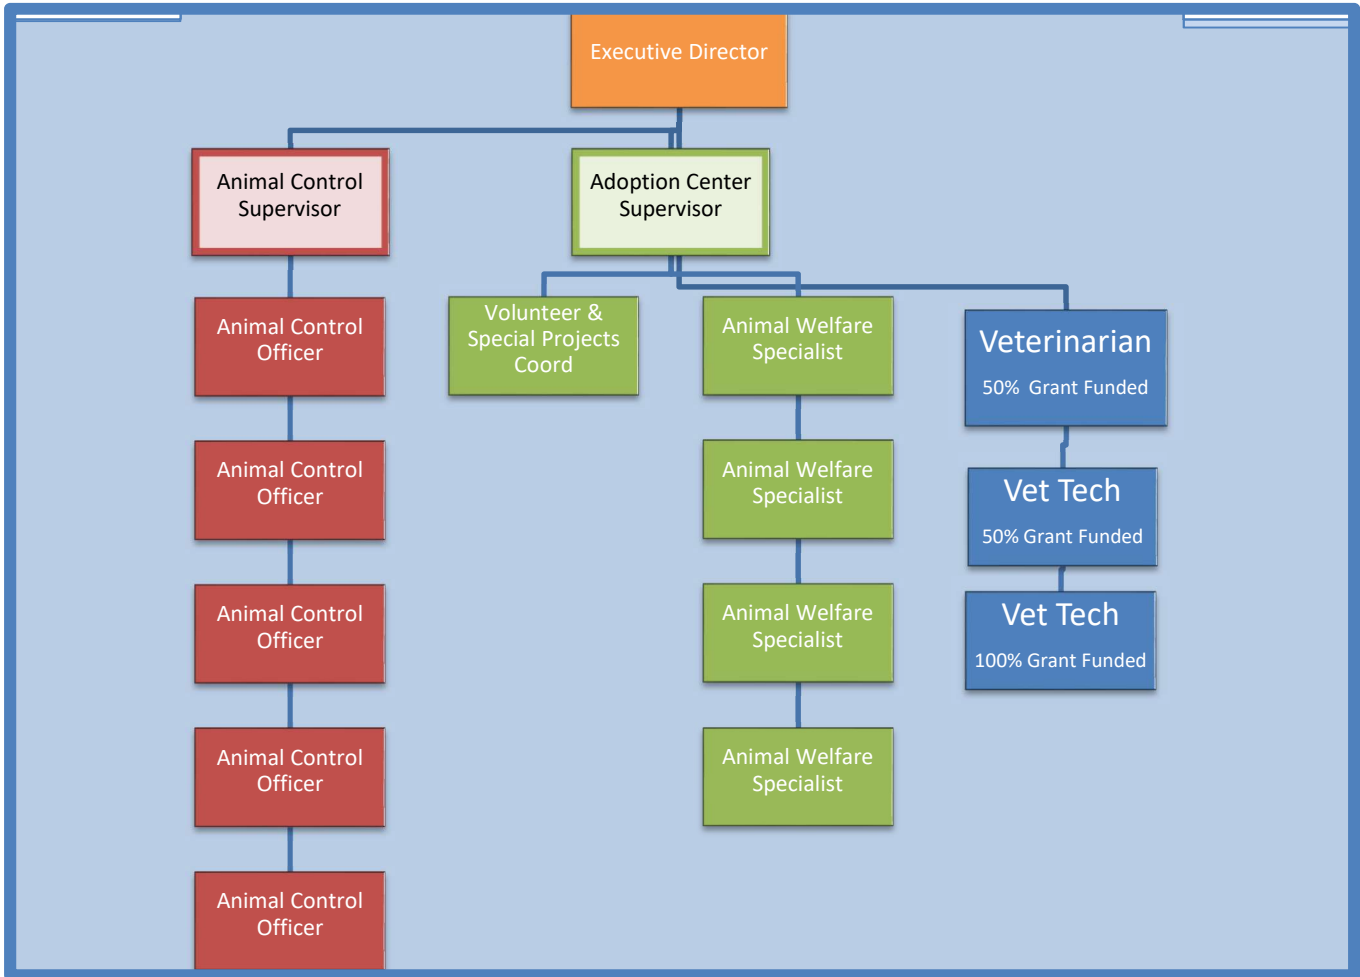 Executive Director
Animal Control
Supervisor
Adoption Center
Supervisor
Animal Control
Officer
Volunteer &
Special Projects
Coord
Animal Welfare
Specialist
Veterinarian
50%  Grant Funded
Animal Control
Officer
Animal Welfare
Specialist
Vet Tech
50% Grant Funded
Animal Control
Officer
Animal Welfare
Specialist
Vet Tech
100% Grant Funded
Animal Control
Officer
Animal Welfare
Specialist
Animal Control
Officer